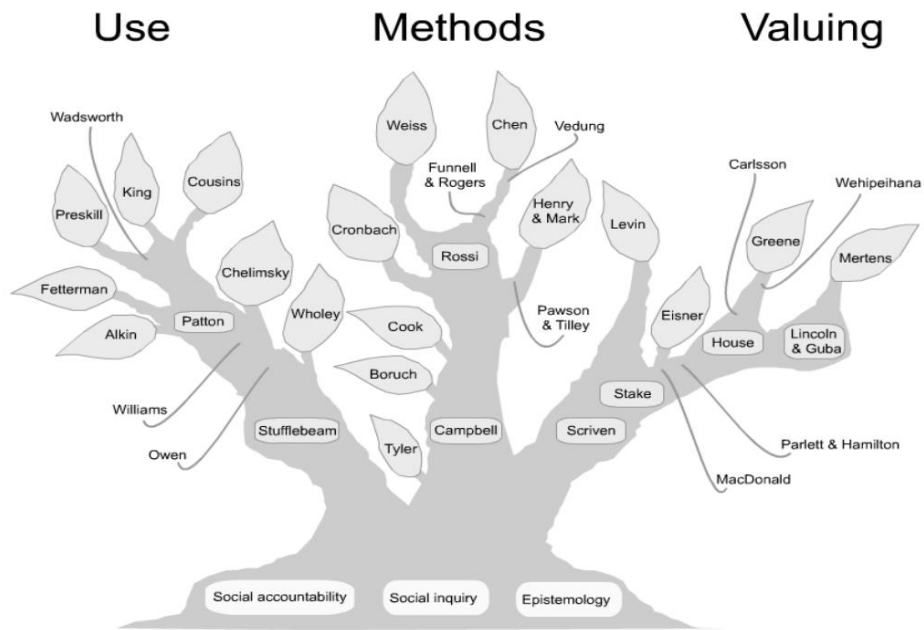 Use
Methods
Valuing
Wadsworth
King
Cousins
Preskill
Fetterman
Alkin
Chelimsky
Wholey
Patton
Williams
Owen
Stufflebeam
Weiss
Chen
Vedung
Funnell
& Rogers
Henry
& Mark
Cronbach
Rossi
Cook
Pawson
& Tilley
Boruch
Tyler
Campbell
Levin
Eisner
Carlsson
Wehipeihana
Greene
Mertens
House
Lincoln
& Guba
Stake
Scriven
Parlett & Hamilton
MacDonald
Social accountability
Social inquiry
Epistemology